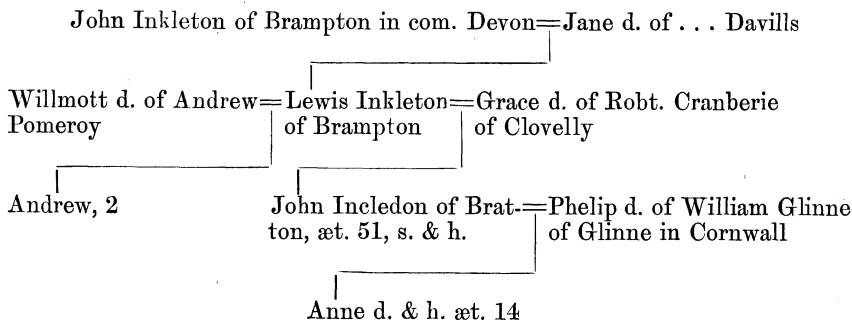 John Inkleton of Brampton in com. Devon=Jane d. of . . . Davills
Willmott d. of Andrew=Lewis Inkleton=Grace d. of Robt. Cranberie
Pomeroy of Brampton of Clovelly
Andrew, 2 John Incledon of Brat-=Phelip d. of William Glinne
ton, æt. 51, s. & h. of Glinne in Cornwall
Anne d. & h. æt. 14